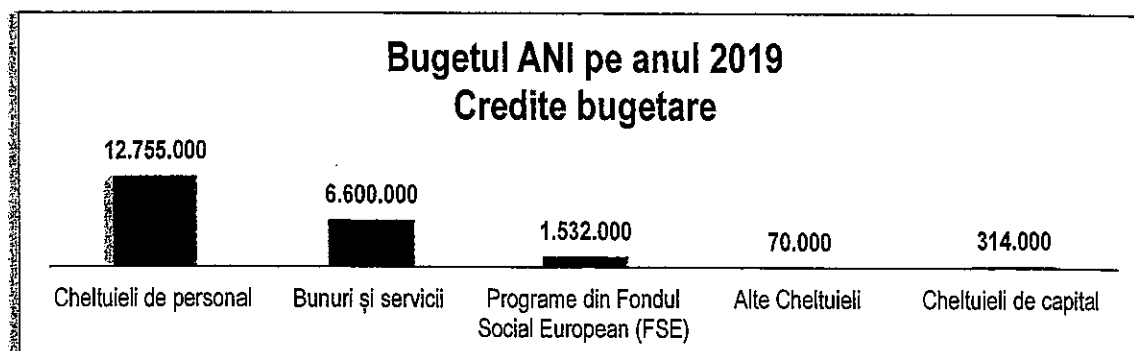 Bugetul ANI pe anul 2019
Credite bugetare
12.755.000
6.600.000
1.532.000
70.000
314.000
Cheltuieli de personal
Bunuri și servicii
Programe din Fondul
Social European (FSE)
Alte Cheltuieli
Cheltuieli de capital